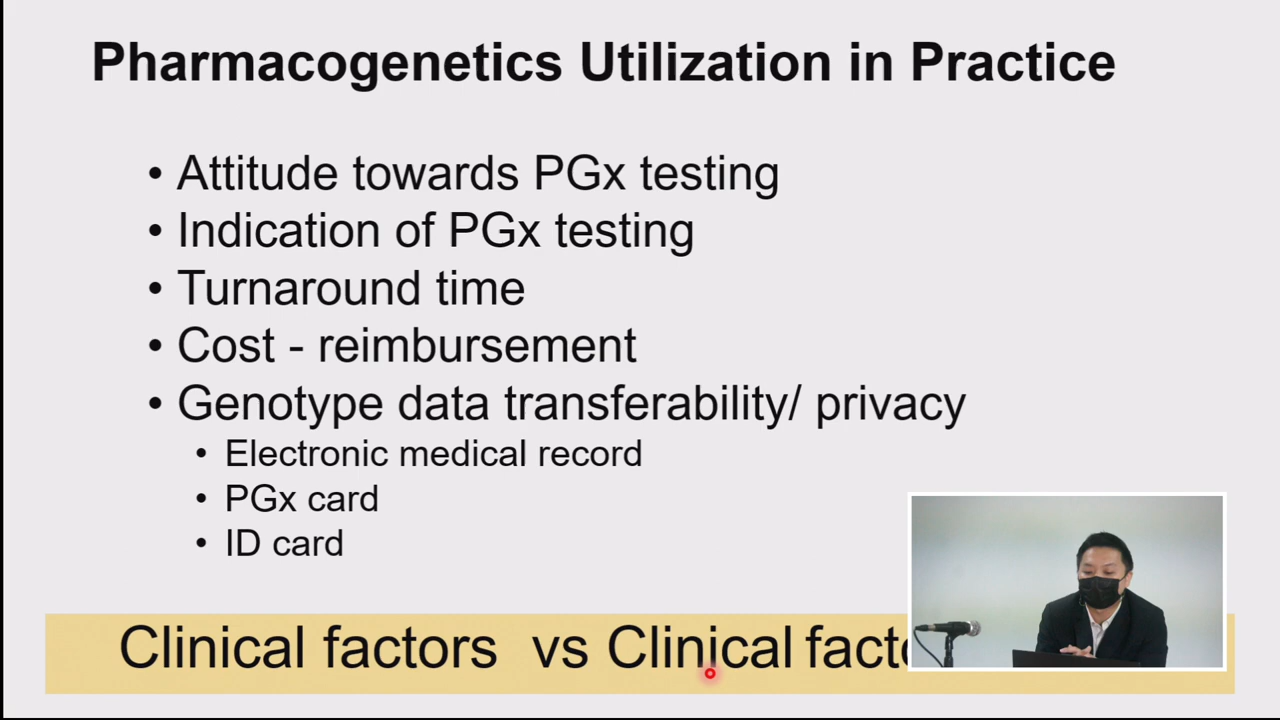 Pharmacogenetics Utilization in Practice
• Attitude towards PGx testing
• Indication of PGx testing
• Turnaround time
• Cost - reimbursement
• Genotype data transferability/ privacy
• Electronic medical record
• PGx card
• ID card
Clinical factors vs Clinical